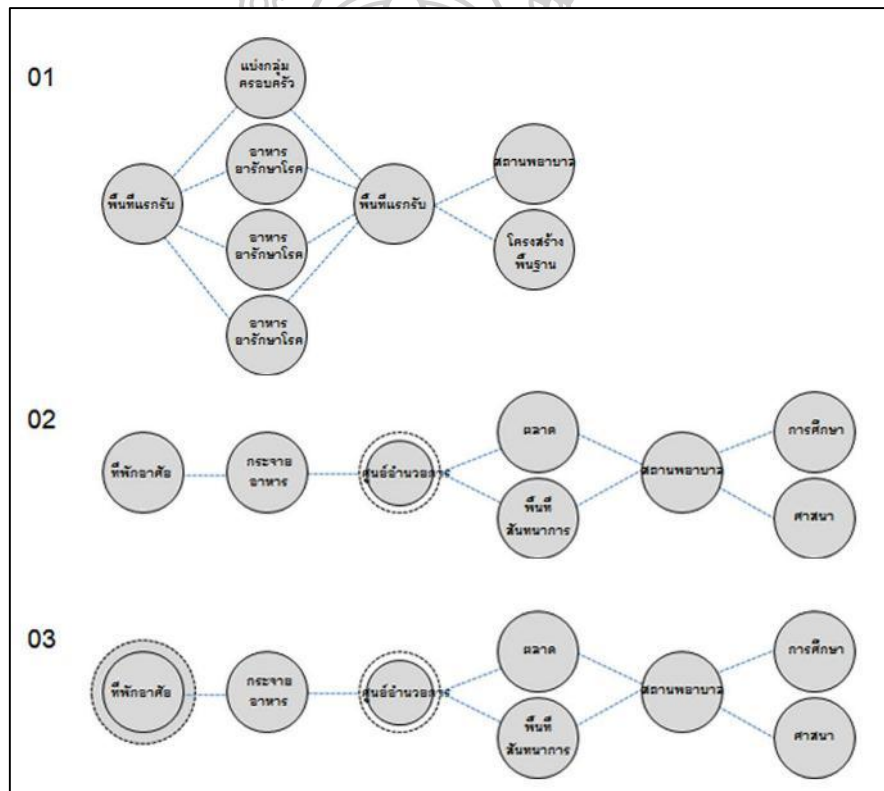 01
แบ่งกลุ่ม
ครอบครัว
อาหาร
ยารักษาโรค
พื้นที่แรกรับ
พื้นที่แรกรับ
สถานพยาบาล
อาหาร
ยารักษาโรค
โครงสร้าง
พื้นฐาน
อาหาร
ยารักษาโรค
02
ที่พักอาศัย
กระจาย
อาหาร
ศูนย์อำนวยการ
ตลาด
พื้นที่
สันทนาการ
สถานพยาบาล
การศึกษา
ศาสนา
03
ที่พักอาศัย
กระจาย
อาหาร
ศูนย์อำนวยการ
ตลาด
พื้นที่
สันทนาการ
สถานพยาบาล
การศึกษา
ศาสนา